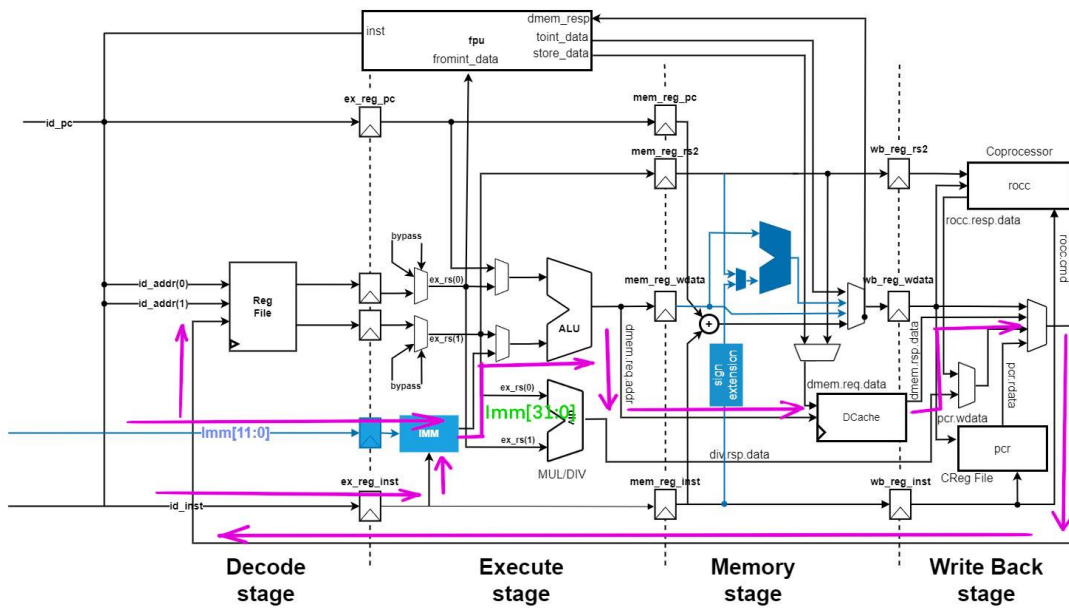 inst
fpu
fromint_data
dmem_resp
toint_data
store_data
id_pc
ex_reg_pc
mem_reg_pc
mem_reg_rs2
wb_reg_rs2
Coprocessor
rocc
rocc.resp.data
rocc.cmd
bypass
id_addr(0)
id_addr(1)
Reg
File
ex_rs(0)
ex_rs(1)
bypass
ALU
mem_reg_wdata
wb_reg_wdata
+
dmem.req.addr
sign
extension
dmem.req.data
DCache
dmem.rsp.data
pcr.rdata
pcr.wdata
pcr
CReg File
Imm[11:0]
IMM
Imm[31:0]
ex_rs(0)
ex_rs(1)
MUL/DIV
div.rsp.data
id_inst
ex_reg_inst
mem_reg_inst
wb_reg_inst
Decode
stage
Execute
stage
Memory
stage
Write Back
stage